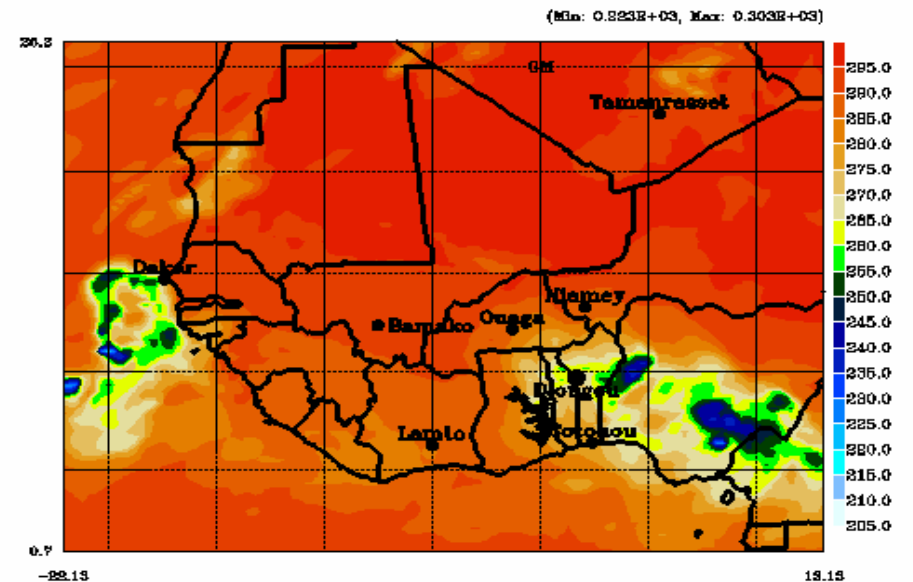 (Min: 0.223E+03, Max: 0.303E+03)
26.2
GM
Tamanrasset
Dakar
Niamey
Bamako
Ouaga
Djougou
Lamto
Cotonou
0.7
-22.13
13.13
295.0
290.0
285.0
280.0
275.0
270.0
265.0
260.0
255.0
250.0
245.0
240.0
235.0
230.0
225.0
220.0
215.0
210.0
205.0